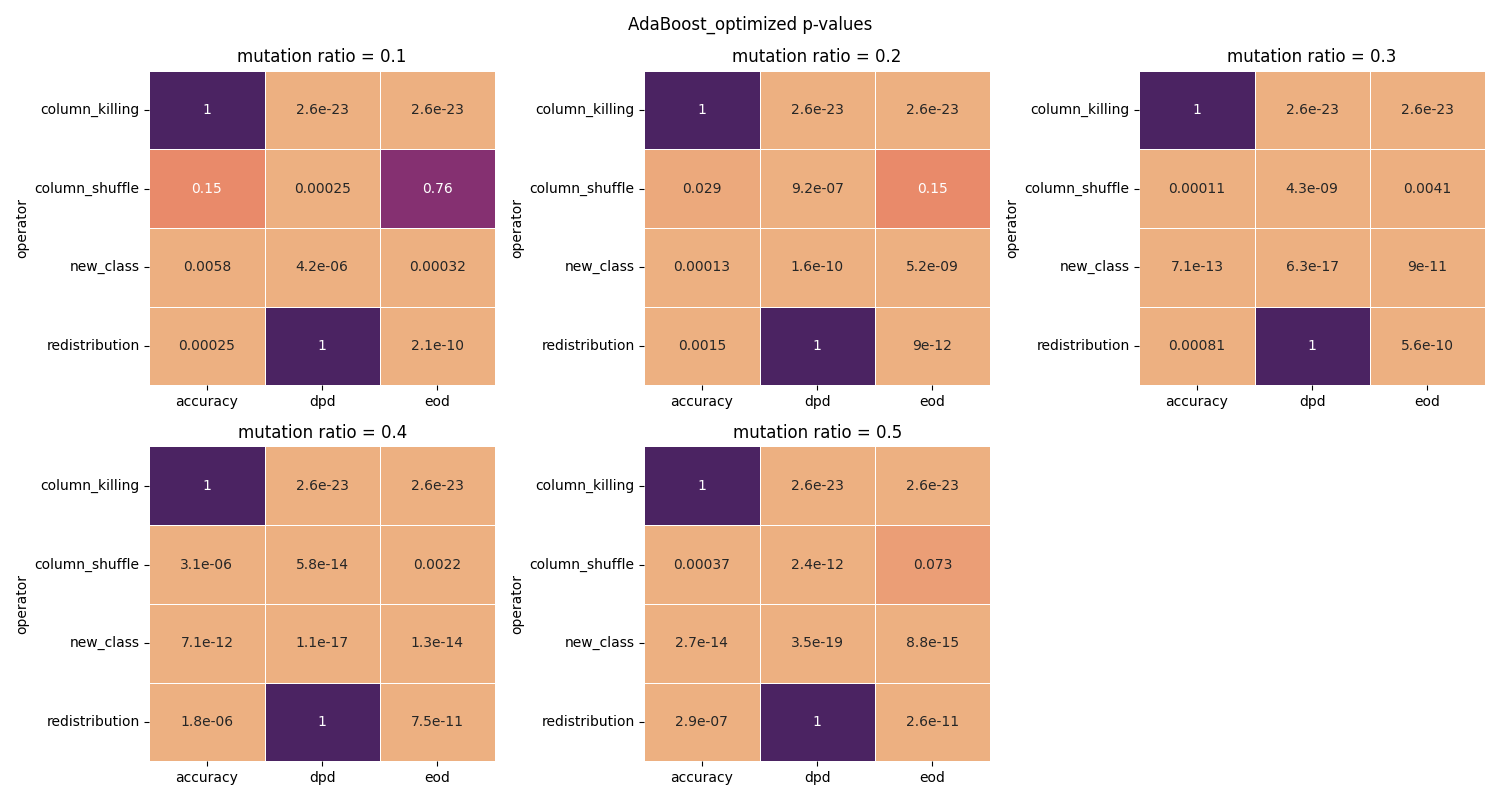 AdaBoost_optimized p-values
mutation ratio = 0.1
column_killing 1 2.6e-23 2.6e-23
column_shuffle 0.15 0.00025 0.76
new_class 0.0058 4.2e-06 0.00032
redistribution 0.00025 1 2.1e-10
operator
accuracy dpd eod
mutation ratio = 0.2
column_killing 1 2.6e-23 2.6e-23
column_shuffle 0.029 9.2e-07 0.15
new_class 0.00013 1.6e-10 5.2e-09
redistribution 0.0015 1 9e-12
operator
accuracy dpd eod
mutation ratio = 0.3
column_killing 1 2.6e-23 2.6e-23
column_shuffle 0.00011 4.3e-09 0.0041
new_class 7.1e-13 6.3e-17 9e-11
redistribution 0.00081 1 5.6e-10
operator
accuracy dpd eod
mutation ratio = 0.4
column_killing 1 2.6e-23 2.6e-23
column_shuffle 3.1e-06 5.8e-14 0.0022
new_class 7.1e-12 1.1e-17 1.3e-14
redistribution 1.8e-06 1 7.5e-11
operator
accuracy dpd eod
mutation ratio = 0.5
column_killing 1 2.6e-23 2.6e-23
column_shuffle 0.00037 2.4e-12 0.073
new_class 2.7e-14 3.5e-19 8.8e-15
redistribution 2.9e-07 1 2.6e-11
operator
accuracy dpd eod